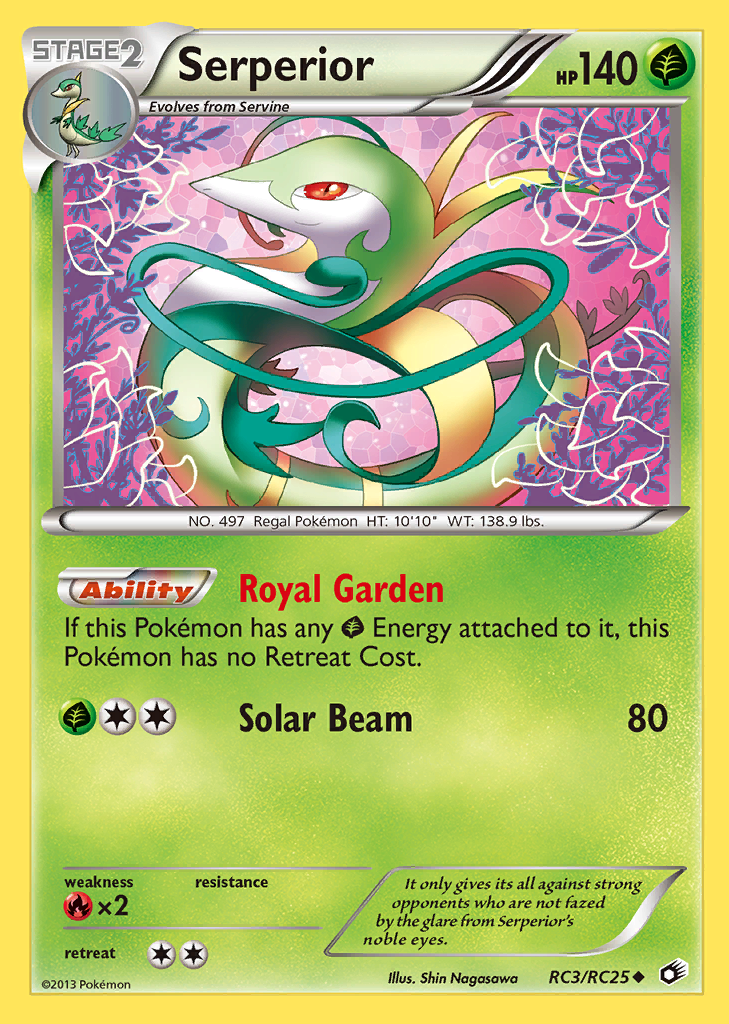 STAGE2
Serperior
HP140
Evolves from Servine
NO. 497 Regal Pokémon HT: 10'10" WT: 138.9 lbs.
Ability Royal Garden
If this Pokémon has any Energy attached to it, this
Pokémon has no Retreat Cost.
Solar Beam 80
weakness resistance
×2
retreat
It only gives its all against strong
opponents who are not fazed
by the glare from Serperior's
noble eyes.
©2013 Pokémon
Illus. Shin Nagasawa
RC3/RC25